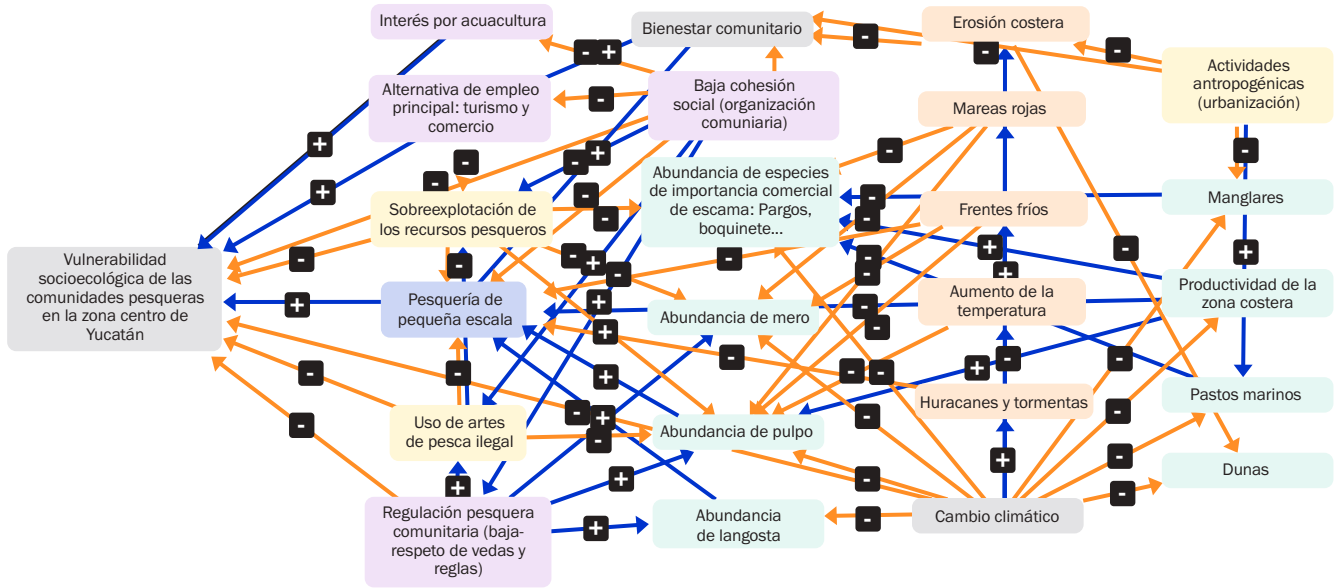 Interés por acuacultura
Bienestar comunitario
Erosión costera
Alternativa de empleo
principal: turismo y
comercio
Baja cohesión
social (organización
comuniaria)
Mareas rojas
Actividades
antropogénicas
(urbanización)
Abundancia de especies
de importancia comercial
de escama: Pargos,
boquinete...
Sobreexplotación de
los recursos pesqueros
Frentes fríos
Manglares
Vulnerabilidad
socioecológica de las
comunidades pesqueras
en la zona centro de
Yucatán
Pesquería de
pequeña escala
Abundancia de mero
Aumento de la
temperatura
Productividad de la
zona costera
Uso de artes
de pesca ilegal
Abundancia de pulpo
Huracanes y tormentas
Pastos marinos
Dunas
Regulación pesquera
comunitaria (baja-
respeto de vedas y
reglas)
Abundancia
de langosta
Cambio climático